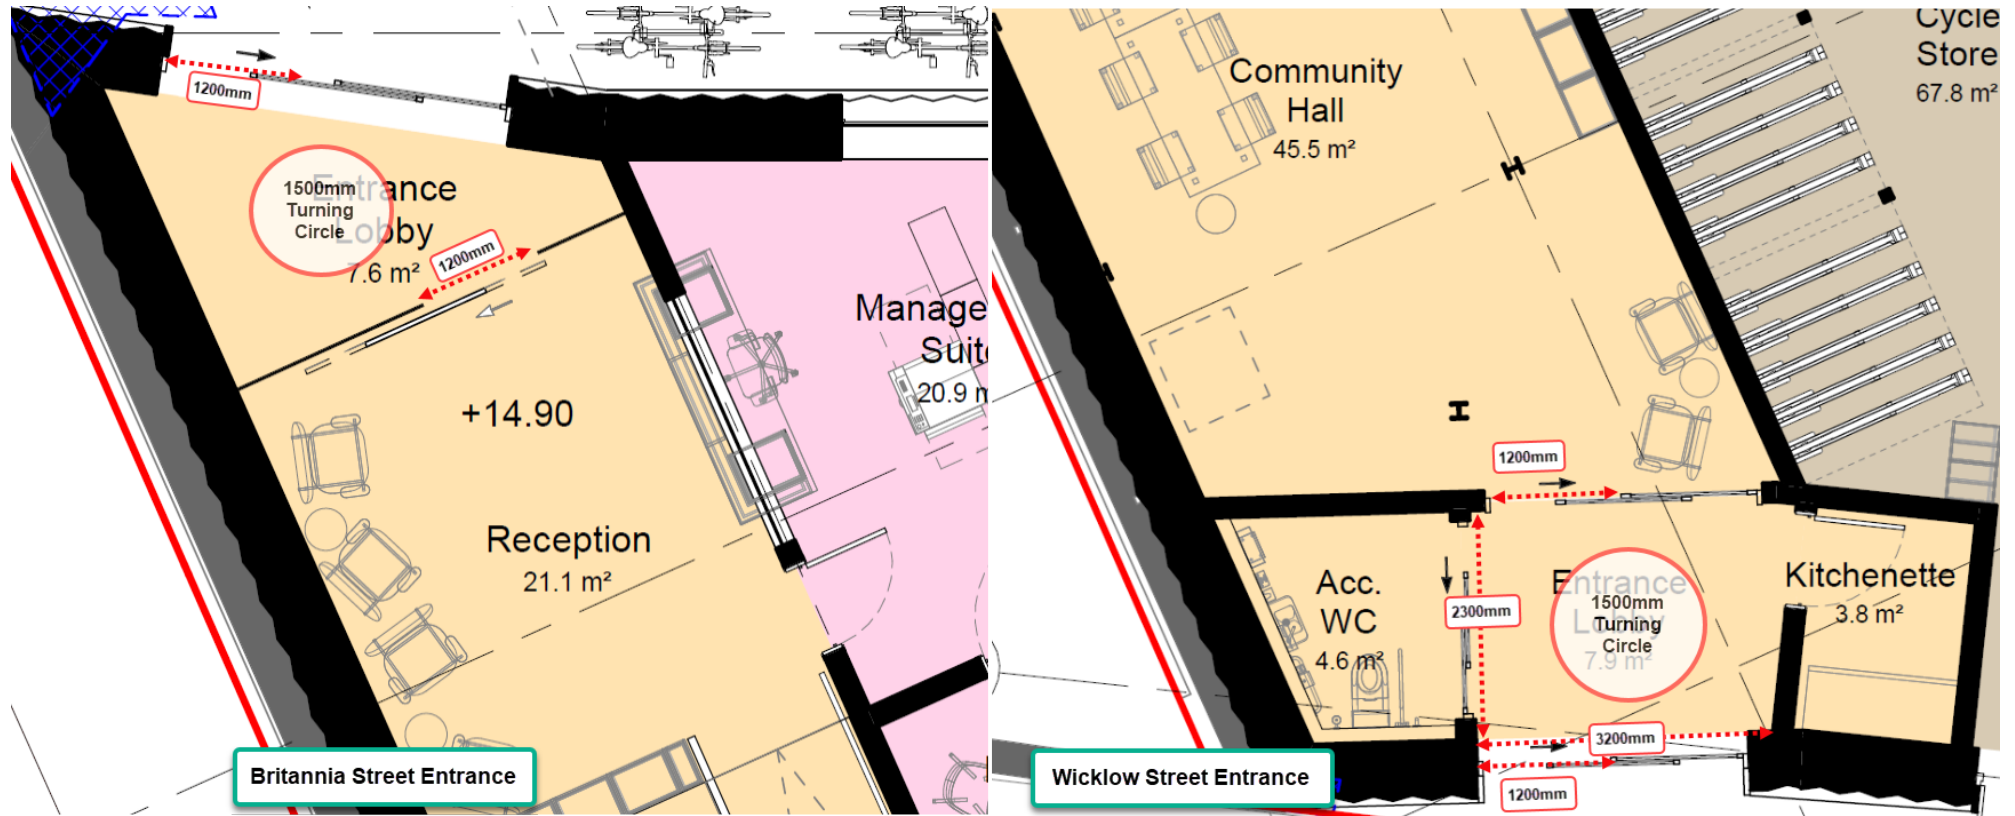 1200mm
1500mm
Turning
Circle
Entrance
Lobby
7.6 m²
1200mm
+14.90
Reception
21.1 m²
20.9 m
Britannia Street Entrance
Community
Hall
45.5 m²
Cycle
Store
67.8 m²
1200mm
Acc.
WC
4.6 m²
2300mm
Entrance
Lobby
7.9 m²
1500mm
Turning
Circle
Kitchenette
3.8 m²
3200mm
1200mm
Wicklow Street Entrance